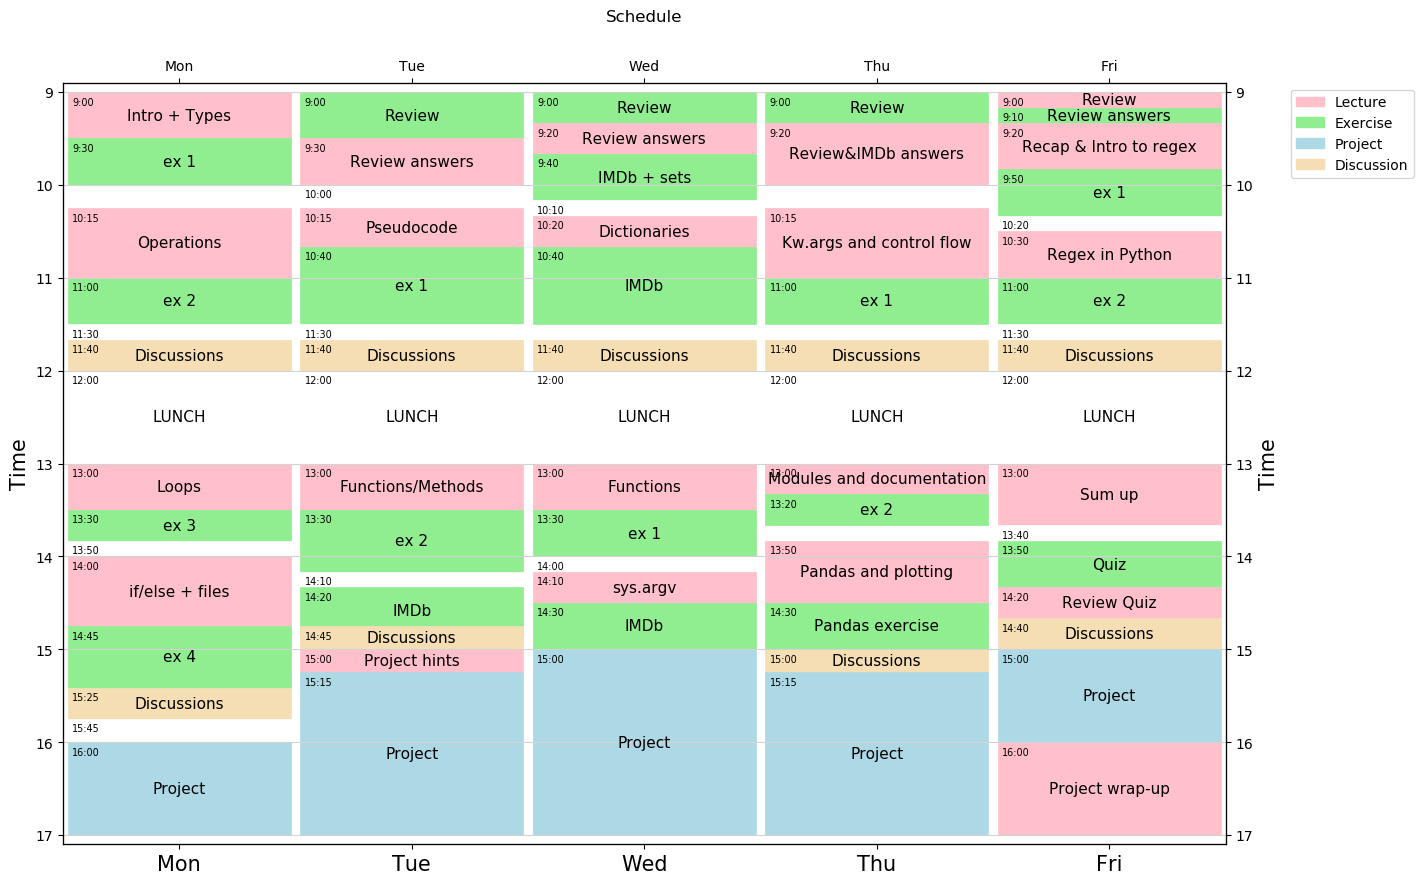 Schedule
Mon Tue Wed Thu Fri
Lecture
Exercise
Project
Discussion
Time
9
10
11
12
13
14
15
16
17
9:00 Intro + Types
9:30 ex 1
10:15 Operations
11:00 ex 2
11:30
11:40 Discussions
12:00
LUNCH
13:00 Loops
13:30 ex 3
13:50
14:00 if/else + files
14:45 ex 4
15:25 Discussions
15:45
16:00 Project
9:00 Review
9:30 Review answers
10:00
10:15 Pseudocode
10:40 ex 1
11:30
11:40 Discussions
12:00
LUNCH
13:00 Functions/Methods
13:30 ex 2
14:10
14:20 IMDb
14:45 Discussions
15:00 Project hints
15:15 Project
9:00 Review
9:20 Review answers
9:40 IMDb + sets
10:10
10:20 Dictionaries
10:40 IMDb
11:40 Discussions
12:00
LUNCH
13:00 Functions
13:30 ex 1
14:00
14:10 sys.argv
14:30 IMDb
15:00 Project
9:00 Review
9:20 Review&IMDb answers
10:15 Kw.args and control flow
11:00 ex 1
11:40 Discussions
12:00
LUNCH
13:00 Modules and documentation
13:20 ex 2
13:50 Pandas and plotting
14:30 Pandas exercise
15:00 Discussions
15:15 Project
9:00 Review
9:10 Review answers
9:20 Recap & Intro to regex
9:50 ex 1
10:20
10:30 Regex in Python
11:00 ex 2
11:30
11:40 Discussions
12:00
LUNCH
13:00 Sum up
13:40
13:50 Quiz
14:20 Review Quiz
14:40 Discussions
15:00 Project
16:00 Project wrap-up
9
10
11
12
13
14
15
16
17
Time
Mon Tue Wed Thu Fri